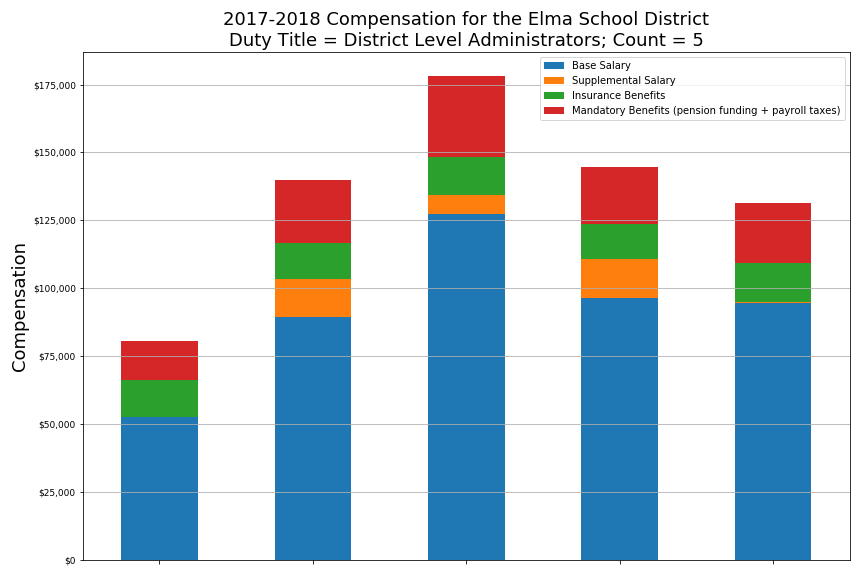 2017-2018 Compensation for the Elma School District
Duty Title = District Level Administrators; Count = 5
Base Salary
Supplemental Salary
Insurance Benefits
Mandatory Benefits (pension funding + payroll taxes)
$175,000
$150,000
$125,000
$100,000
$75,000
$50,000
$25,000
$0
Compensation